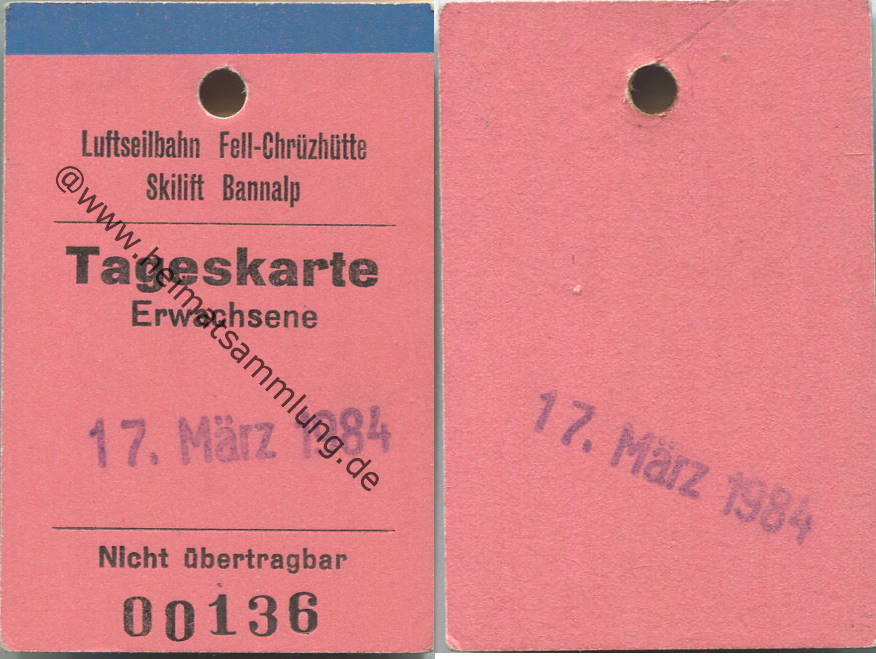 Luftseilbahn Fell-Chrüzhütte
Skilift Bannalp
Tageskarte
Erwachsene
17. März 1984
Nicht übertragbar
00136
@www.heimatsammlung.de
17. März 1984